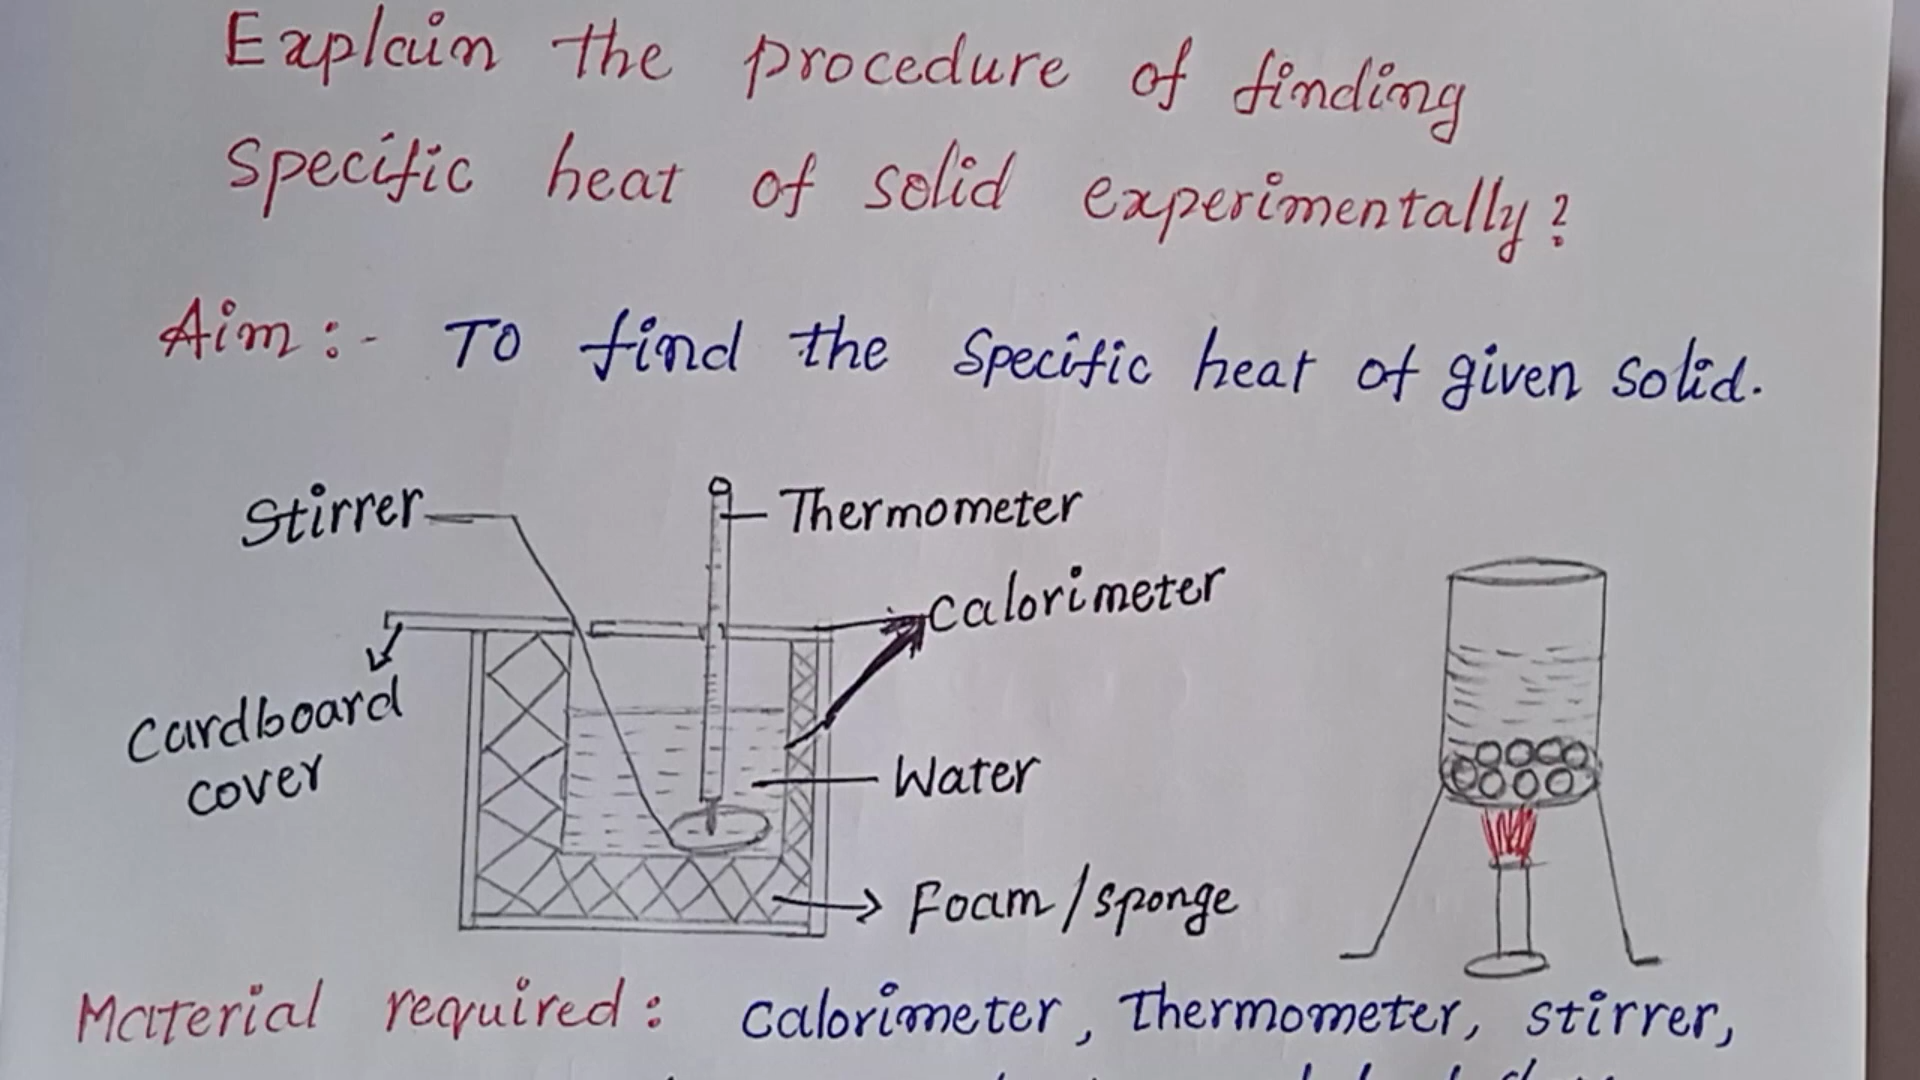 Explain the procedure of finding
Specific heat of solid experimentally?
Aim:- To find the Specific heat of given solid.
Stirrer
Thermometer
Calorimeter
Cardboard
cover
Water
Foam/sponge
Material required: Calorimeter, Thermometer, stirrer,